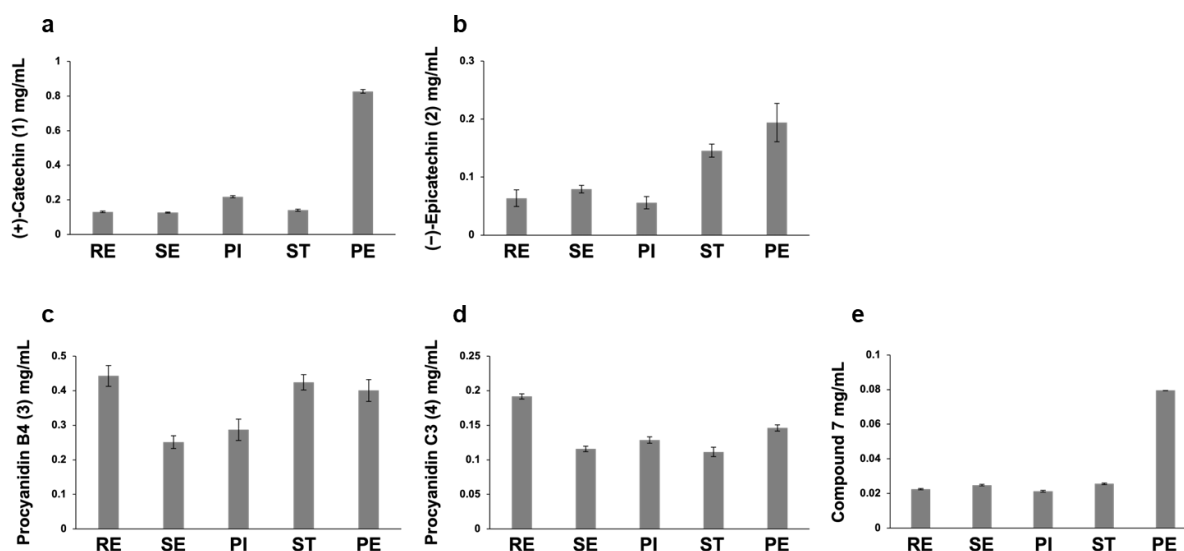 a
(+)-Catechin (1) mg/mL
1
0.8
0.6
0.4
0.2
0
RE SE PI ST PE
b
(−)-Epicatechin (2) mg/mL
0.3
0.2
0.1
0
RE SE PI ST PE
c
Procyanidin B4 (3) mg/mL
0.5
0.4
0.3
0.2
0.1
0
RE SE PI ST PE
d
Procyanidin C3 (4) mg/mL
0.25
0.2
0.15
0.1
0.05
0
RE SE PI ST PE
e
Compound 7 mg/mL
0.1
0.08
0.06
0.04
0.02
0
RE SE PI ST PE